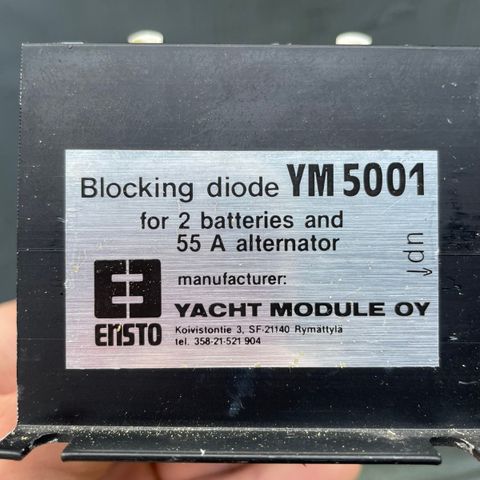 Blocking diode YM 5001
for 2 batteries and
55 A alternator
up↓
manufacturer:
ENSTO
YACHT MODULE OY
Koivistontie 3, SF-21140 Rymättylä
tel. 358-21-521 904